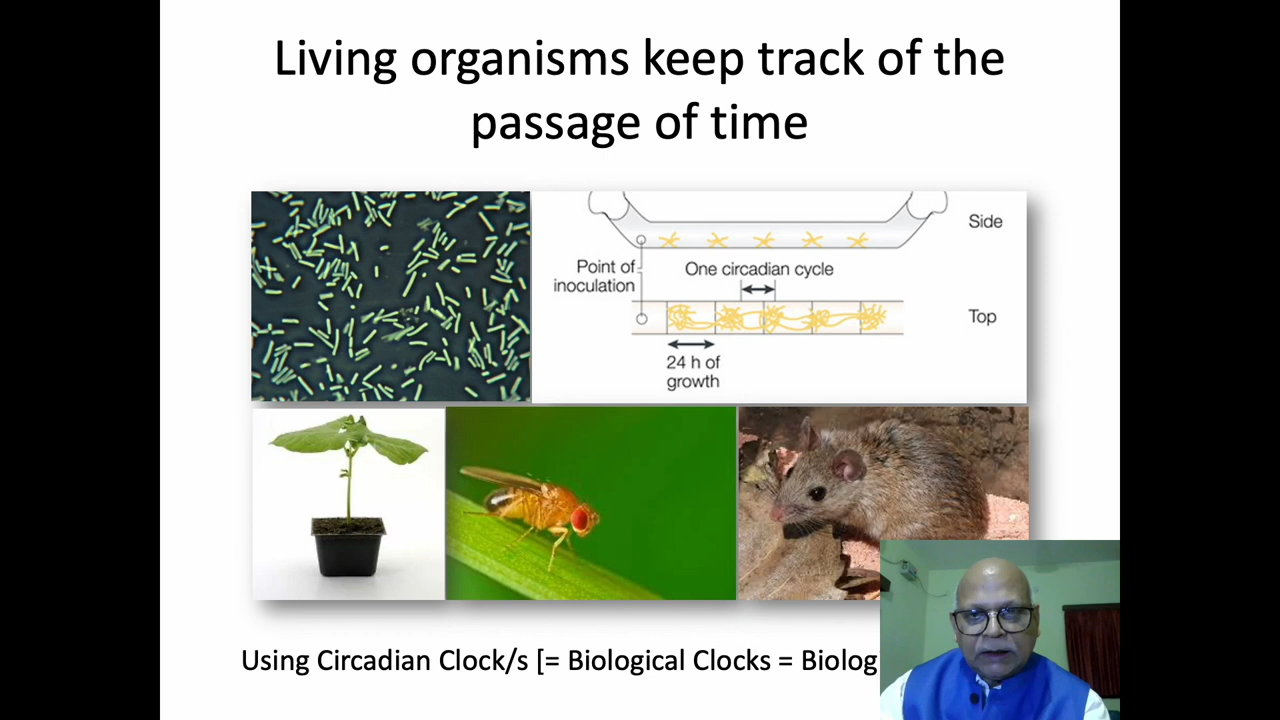 Living organisms keep track of the
passage of time
Side
Point of
inoculation
One circadian cycle
Top
24 h of
growth
Using Circadian Clock/s [= Biological Clocks = Biolog